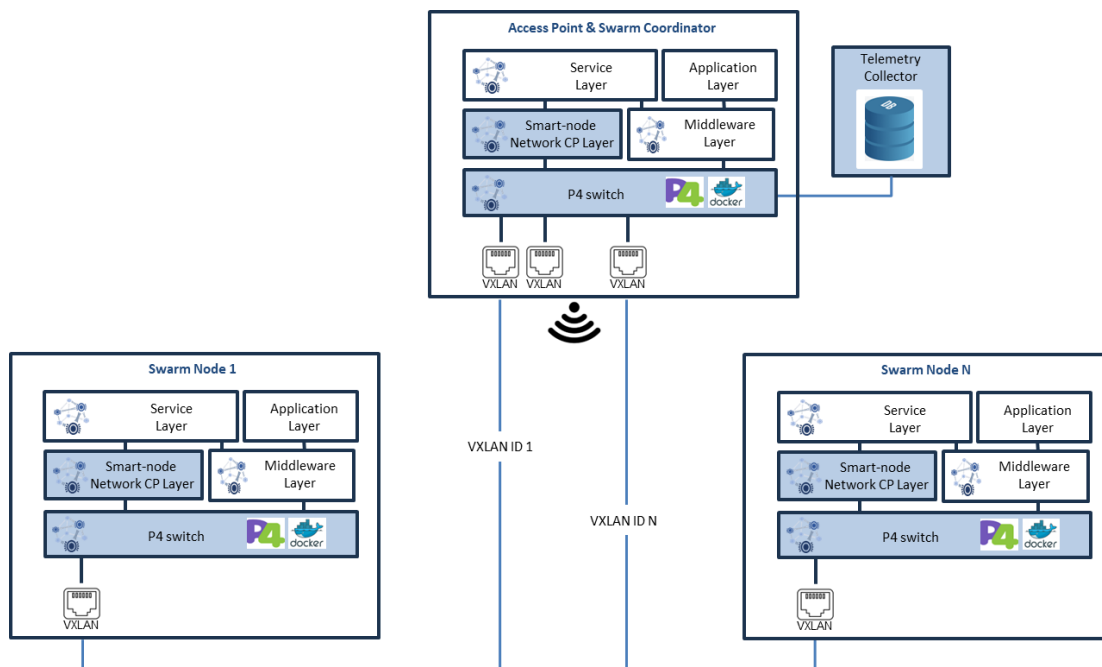 Access Point & Swarm Coordinator
Service
Layer
Application
Layer
Smart-node
Network CP Layer
Middleware
Layer
P4 switch
P4
docker
VXLAN
VXLAN
VXLAN
Telemetry
Collector
DB
Swarm Node 1
Service
Layer
Application
Layer
Smart-node
Network CP Layer
Middleware
Layer
P4 switch
P4
docker
VXLAN
VXLAN ID 1
VXLAN ID N
Swarm Node N
Service
Layer
Application
Layer
Smart-node
Network CP Layer
Middleware
Layer
P4 switch
P4
docker
VXLAN